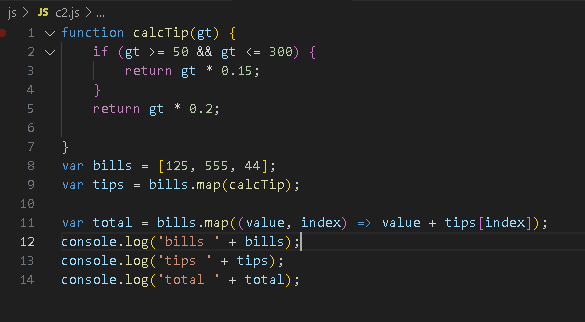 js > JS c2.js > ...
1 function calcTip(gt) {
2 if (gt >= 50 && gt <= 300) {
3 return gt * 0.15;
4 }
5 return gt * 0.2;
6
7 }
8 var bills = [125, 555, 44];
9 var tips = bills.map(calcTip);
10
11 var total = bills.map((value, index) => value + tips[index]);
12 console.log('bills ' + bills);
13 console.log('tips ' + tips);
14 console.log('total ' + total);